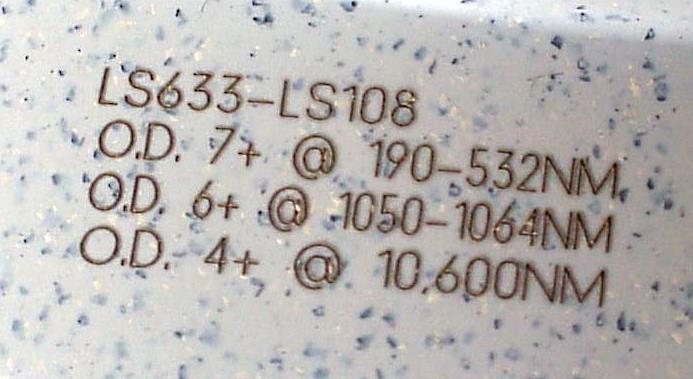 LS633-LS108
O.D. 7+ @ 190-532NM
O.D. 6+ @ 1050-1064NM
O.D. 4+ @ 10,600NM